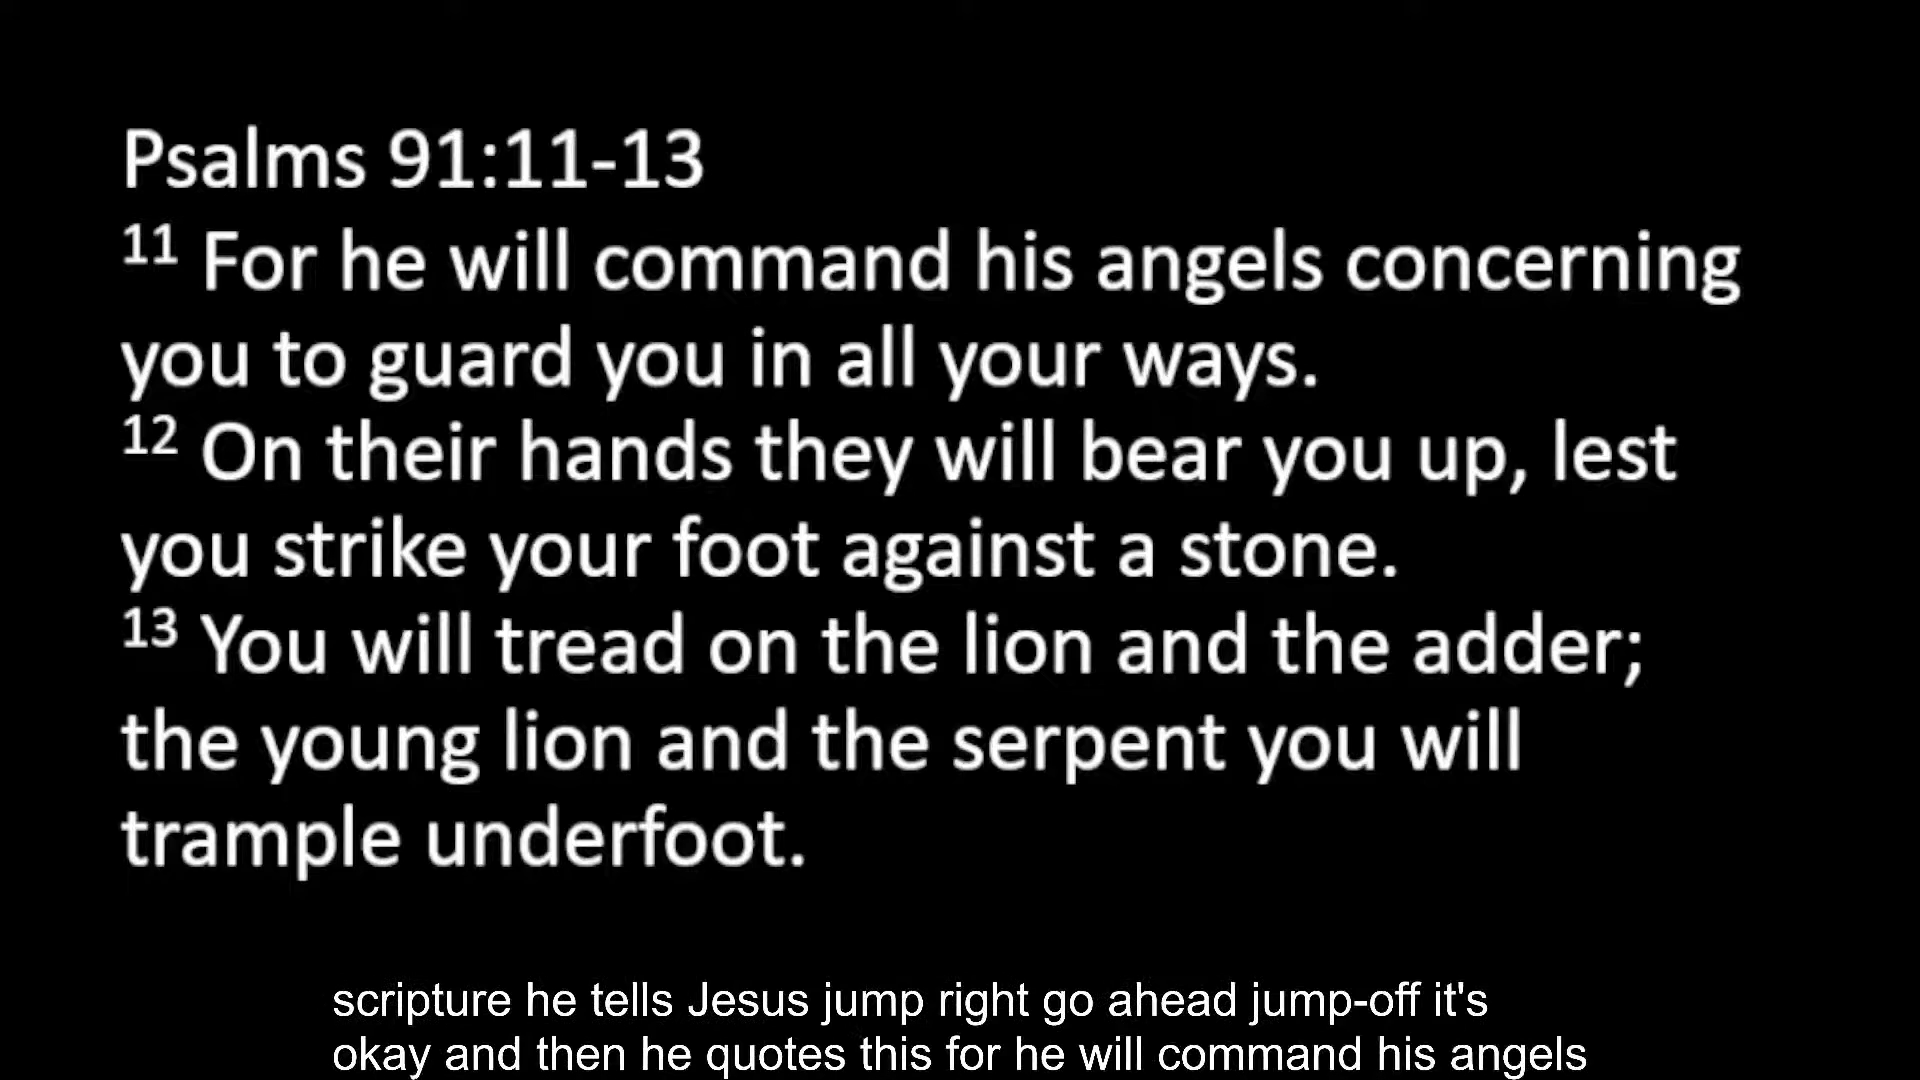 Psalms 91:11-13
11 For he will command his angels concerning
you to guard you in all your ways.
12 On their hands they will bear you up, lest
you strike your foot against a stone.
13 You will tread on the lion and the adder;
the young lion and the serpent you will
trample underfoot.
scripture he tells Jesus jump right go ahead jump-off it's
okay and then he quotes this for he will command his angels